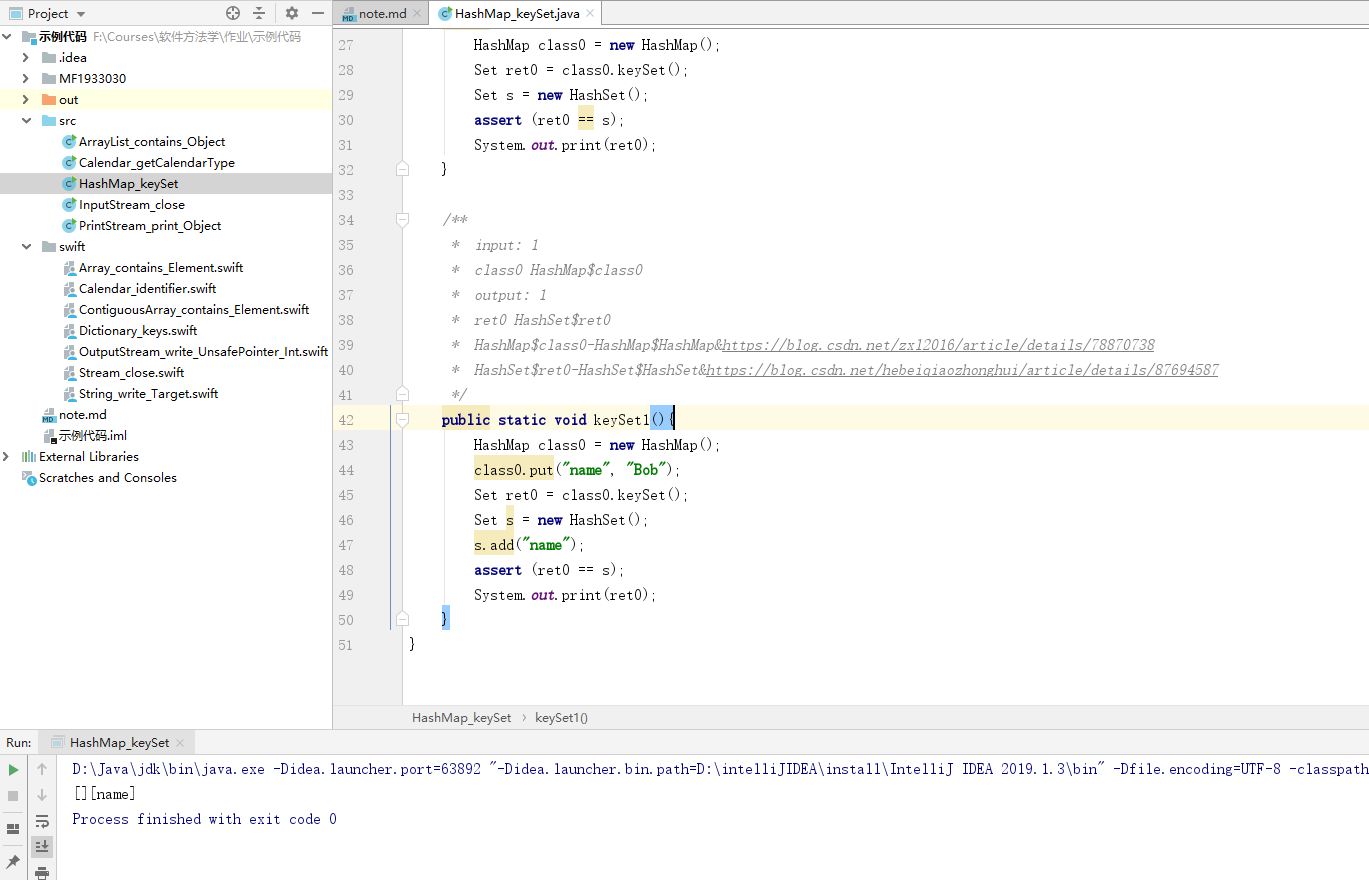 Project
note.md
HashMap_keySet.java
示例代码 F:\Courses\软件方法学\作业\示例代码
.idea
MF1933030
out
src
ArrayList_contains_Object
Calendar_getCalendarType
HashMap_keySet
InputStream_close
PrintStream_print_Object
swift
Array_contains_Element.swift
Calendar_identifier.swift
ContiguousArray_contains_Element.swift
Dictionary_keys.swift
OutputStream_write_UnsafePointer_Int.swift
Stream_close.swift
String_write_Target.swift
note.md
示例代码.iml
External Libraries
Scratches and Consoles
27 HashMap class0 = new HashMap();
28 Set ret0 = class0.keySet();
29 Set s = new HashSet();
30 assert (ret0 == s);
31 System.out.print(ret0);
32 }
33
34 /**
35 * input: 1
36 * class0 HashMap$class0
37 * output: 1
38 * ret0 HashSet$ret0
39 * HashMap$class0-HashMap$HashMap&https://blog.csdn.net/zxl2016/article/details/78870738
40 * HashSet$ret0-HashSet$HashSet&https://blog.csdn.net/hebeiqiaozhonghui/article/details/87694587
41 */
42 public static void keySet1(){
43 HashMap class0 = new HashMap();
44 class0.put("name", "Bob");
45 Set ret0 = class0.keySet();
46 Set s = new HashSet();
47 s.add("name");
48 assert (ret0 == s);
49 System.out.print(ret0);
50 }
51 }
HashMap_keySet › keySet1()
Run: HashMap_keySet
D:\Java\jdk\bin\java.exe -Didea.launcher.port=63892 "-Didea.launcher.bin.path=D:\intelliJIDEA\install\IntelliJ IDEA 2019.1.3\bin" -Dfile.encoding=UTF-8 -classpath
[][name]
Process finished with exit code 0